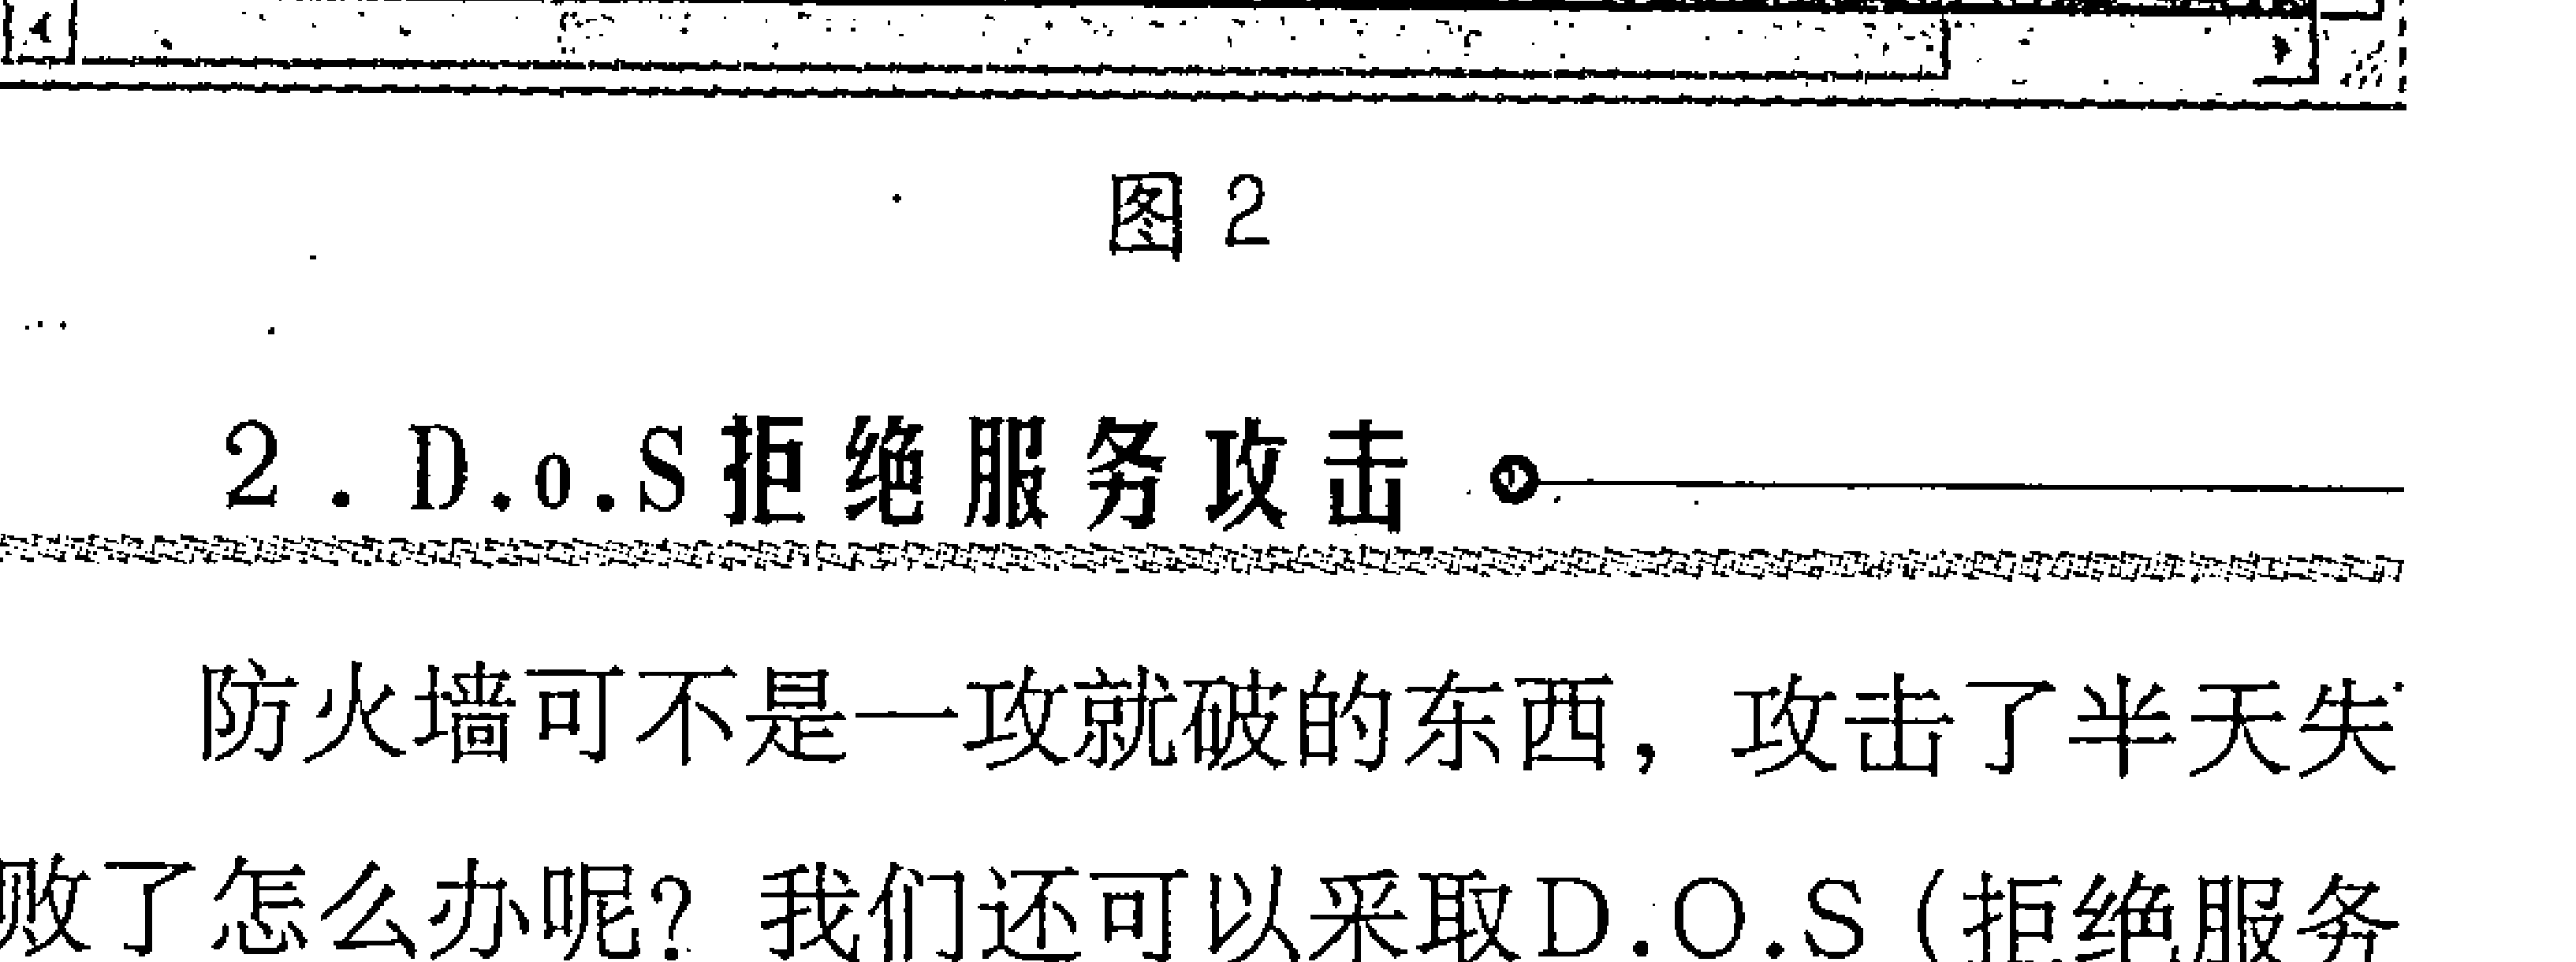 图 2
2 . D.o.S拒绝服务攻击
防火墙可不是一攻就破的东西，攻击了半天失
败了怎么办呢？我们还可以采取D.O.S（拒绝服务